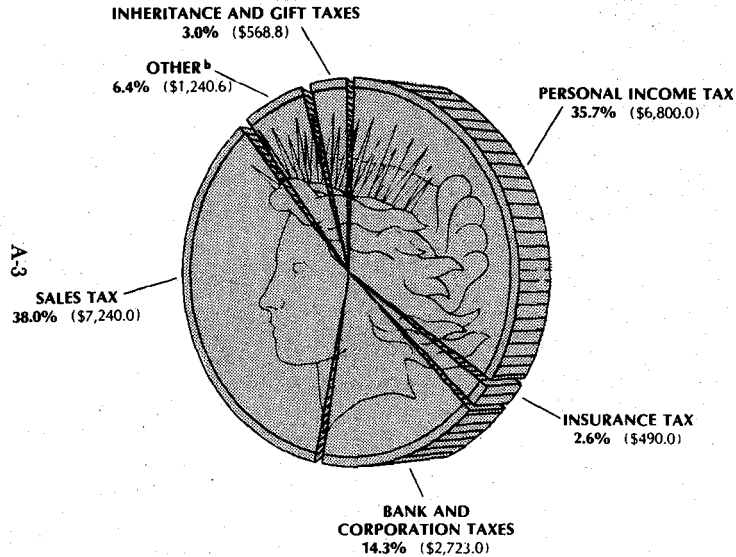 INHERITANCE AND GIFT TAXES
3.0% ($568.8)
OTHER b
6.4% ($1,240.6)
PERSONAL INCOME TAX
35.7% ($6,800.0)
A-3
SALES TAX
38.0% ($7,240.0)
INSURANCE TAX
2.6% ($490.0)
BANK AND
CORPORATION TAXES
14.3% ($2,723.0)